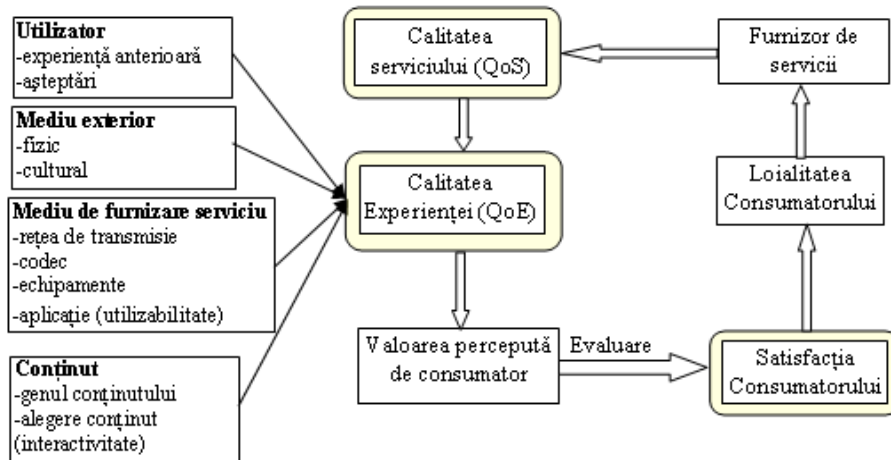 Utilizator
-experiență anterioară
-așteptări
Mediu exterior
-fizic
-cultural
Mediu de furnizare serviciu
-rețea de transmisie
-codec
-echipamente
-aplicație (utilizabilitate)
Conținut
-genul conținutului
-alegere conținut
(interactivitate)
Calitatea
serviciului (QoS)
Calitatea
Experienței (QoE)
Valoarea percepută
de consumator
Evaluare
Satisfacția
Consumatorului
Loialitatea
Consumatorului
Furnizor de
servicii